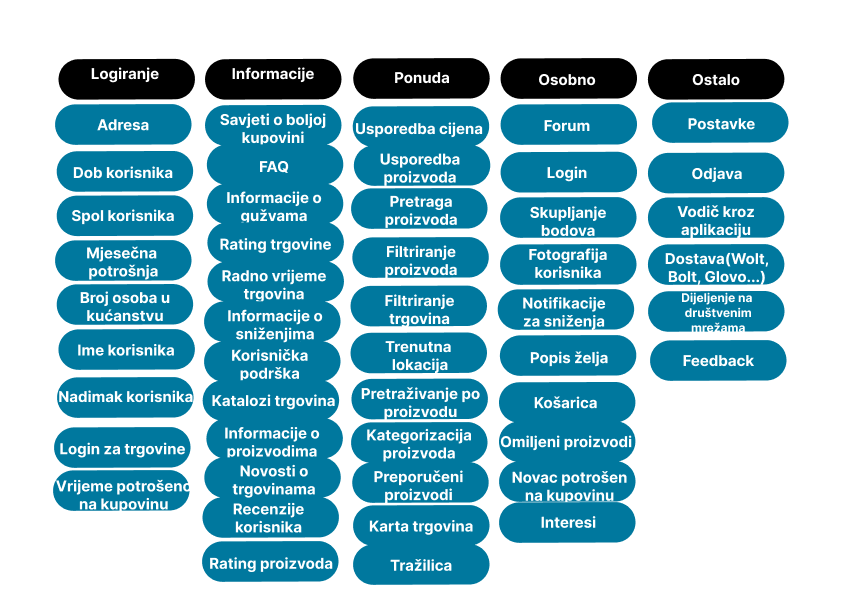 Logiranje
Adresa
Dob korisnika
Spol korisnika
Mjesečna
potrošnja
Broj osoba u
kućanstvu
Ime korisnika
Nadimak korisnika
Login za trgovine
Vrijeme potrošeno
na kupovinu
Informacije
Savjeti o boljoj
kupovini
FAQ
Informacije o
gužvama
Rating trgovine
Radno vrijeme
trgovina
Informacije o
sniženjima
Korisnička
podrška
Katalozi trgovina
Informacije o
proizvodima
Novosti o
trgovinama
Recenzije
korisnika
Rating proizvoda
Ponuda
Usporedba cijena
Usporedba
proizvoda
Pretraga
proizvoda
Filtriranje
proizvoda
Filtriranje
trgovina
Trenutna
lokacija
Pretraživanje po
proizvodu
Kategorizacija
proizvoda
Preporučeni
proizvodi
Karta trgovina
Tražilica
Osobno
Forum
Login
Skupljanje
bodova
Fotografija
korisnika
Notifikacije
za sniženja
Popis želja
Košarica
Omiljeni proizvodi
Novac potrošen
na kupovinu
Interesi
Ostalo
Postavke
Odjava
Vodič kroz
aplikaciju
Dostava(Wolt,
Bolt, Glovo...)
Dijeljenje na
društvenim
mrežama
Feedback